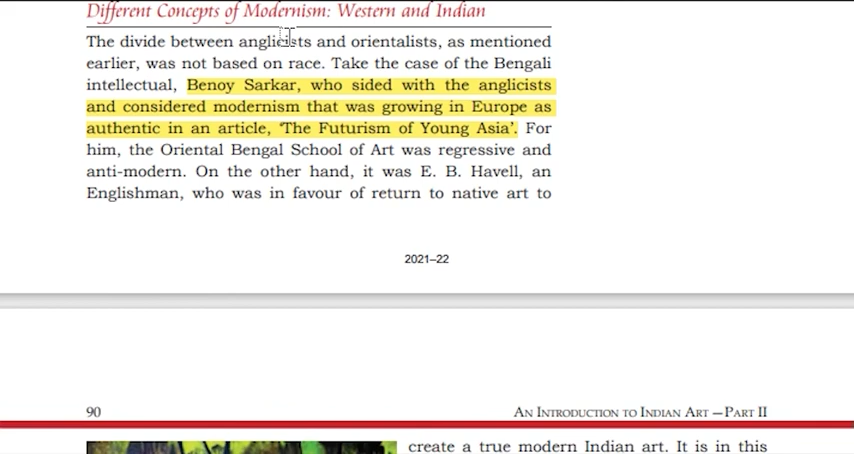 Different Concepts of Modernism: Western and Indian
The divide between anglicists and orientalists, as mentioned
earlier, was not based on race. Take the case of the Bengali
intellectual, Benoy Sarkar, who sided with the anglicists
and considered modernism that was growing in Europe as
authentic in an article, ‘The Futurism of Young Asia’. For
him, the Oriental Bengal School of Art was regressive and
anti-modern. On the other hand, it was E. B. Havell, an
Englishman, who was in favour of return to native art to
2021–22
90
An Introduction to Indian Art —Part II
create a true modern Indian art. It is in this